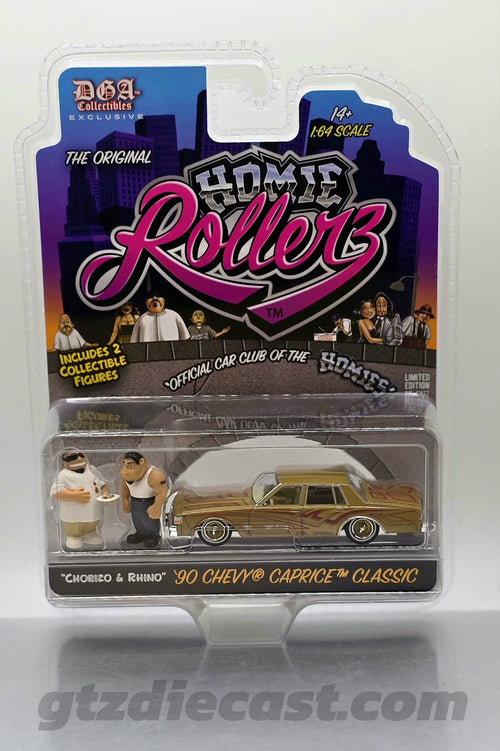 DGA
Collectibles
EXCLUSIVE
14+
1:64 SCALE
THE ORIGINAL
HOMIE
Rollerz
TM
INCLUDES 2
COLLECTIBLE
FIGURES
"OFFICIAL CAR CLUB OF THE HOMIES"
LIMITED
EDITION
"CHORIZO & RHINO" '90 CHEVY® CAPRICE™ CLASSIC
gtzdiecast.com